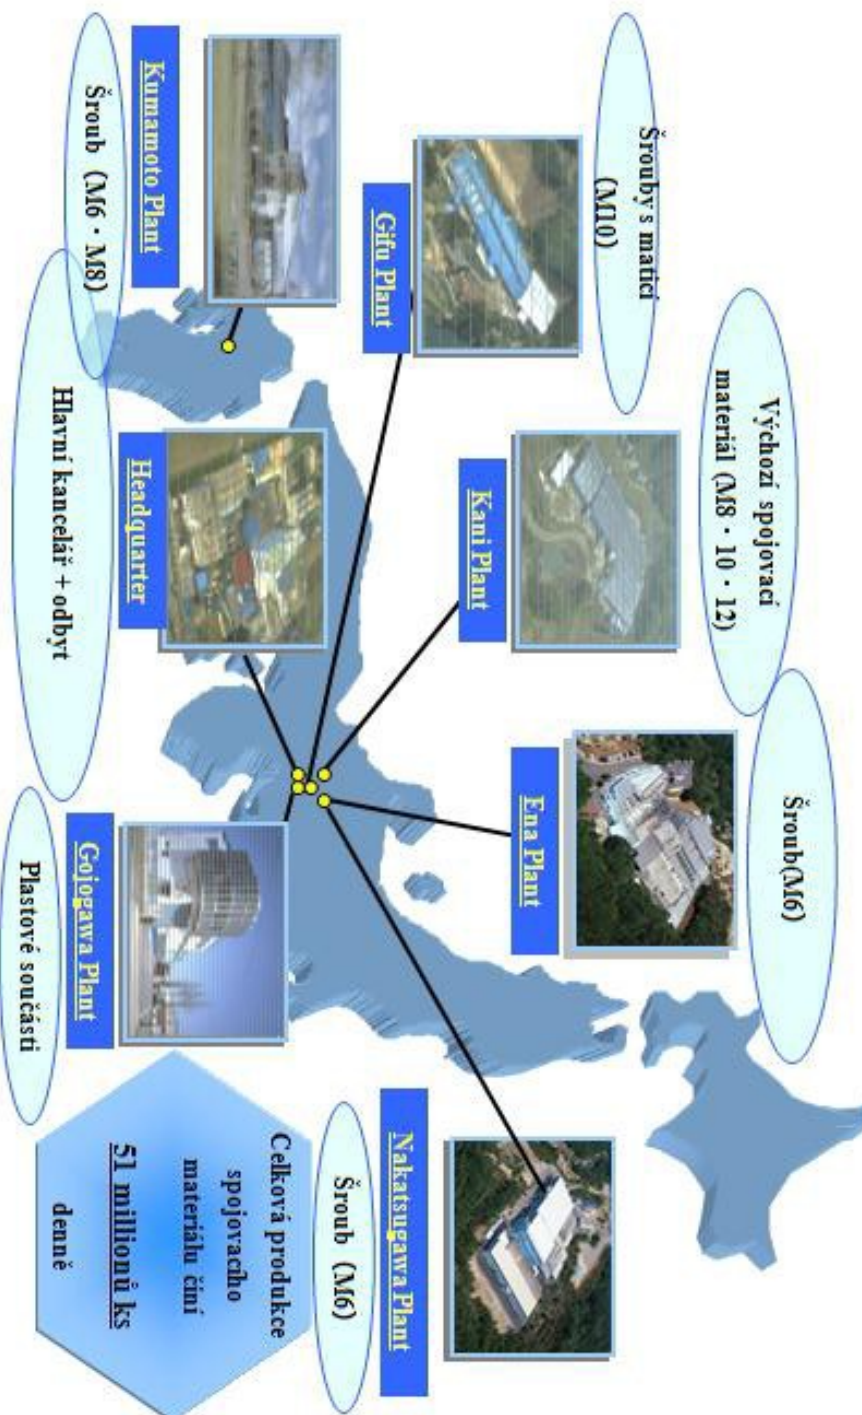 Šrouby s maticí
(M10)
Gifu Plant
Výchozí spojovací
materiál (M8・10・12)
Kani Plant
Šroub(M6)
Ena Plant
Kumamoto Plant
Šroub (M6・M8)
Headquarter
Hlavní kancelář + odbyt
Gojogawa Plant
Plastové součásti
Nakatsugawa Plant
Šroub (M6)
Celková produkce
spojovacího
materiálu činí
51 millionů ks
denně